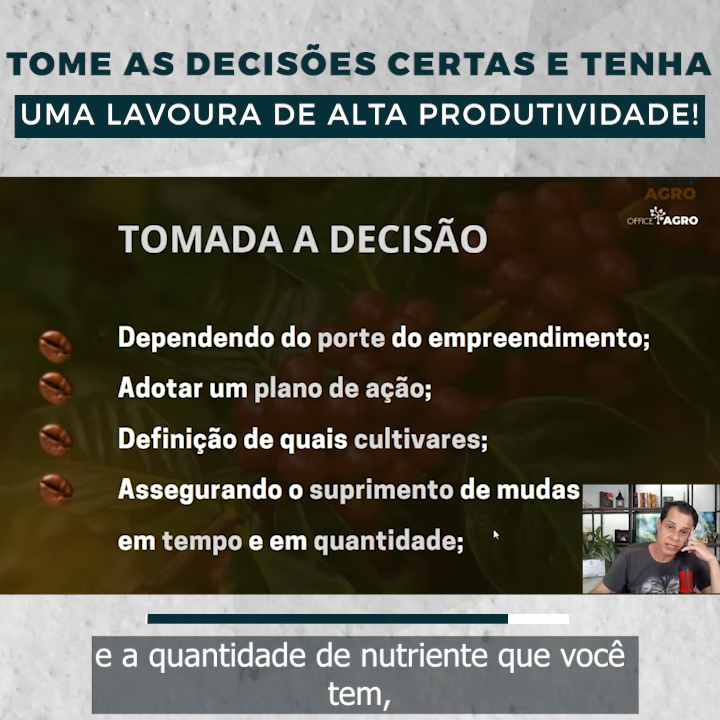 TOME AS DECISÕES CERTAS E TENHA
UMA LAVOURA DE ALTA PRODUTIVIDADE!
AGRO
OFFICE AGRO
TOMADA A DECISÃO
Dependendo do porte do empreendimento;
Adotar um plano de ação;
Definição de quais cultivares;
Assegurando o suprimento de mudas
em tempo e em quantidade;
e a quantidade de nutriente que você
tem,